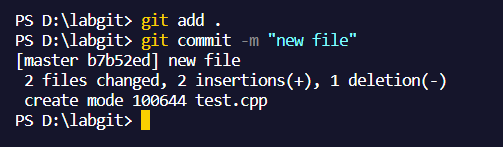 PS D:\labgit> git add .
PS D:\labgit> git commit -m "new file"
[master b7b52ed] new file
 2 files changed, 2 insertions(+), 1 deletion(-)
 create mode 100644 test.cpp
PS D:\labgit>